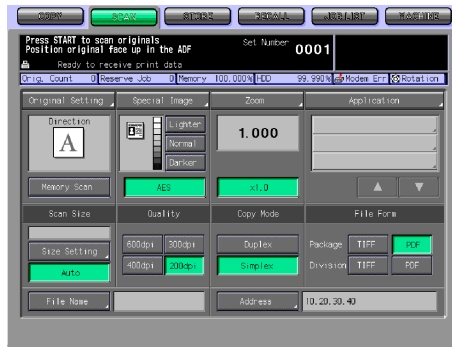 COPY SCAN STORE RECALL JOB LIST MACHINE
Press START to scan originals
Position original face up in the ADF
Set Number 0001
Ready to receive print data
Orig. Count 0 Reserve Job 0 Memory 100.000% HDD 99.990% Modem Err Rotation
Original Setting Special Image Zoom Application
Direction
A
Lighter
Normal
Darker
1.000
Memory Scan AES ×1.0
Scan Size Quality Copy Mode File Form
Size Setting
Auto
600dpi 300dpi
400dpi 200dpi
Duplex
Simplex
Package TIFF PDF
Division TIFF PDF
File Name Address 10.20.30.40